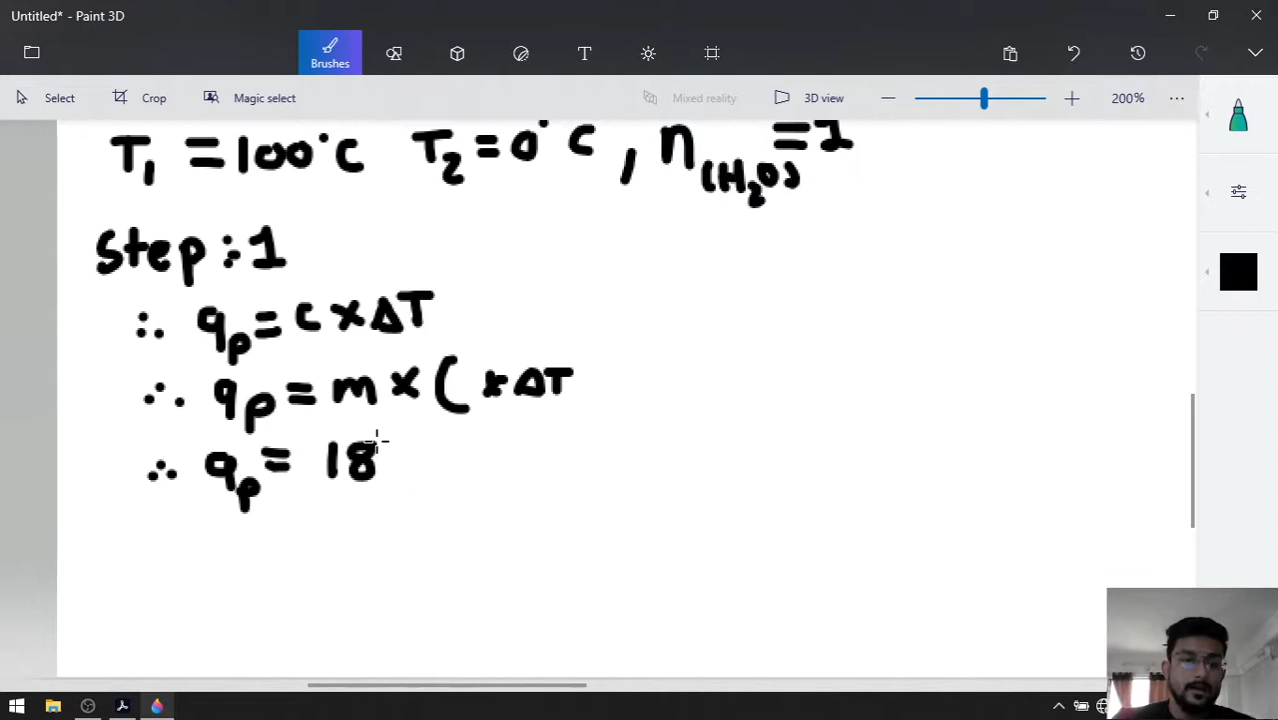 Untitled* - Paint 3D
Brushes
Select
Crop
Magic select
Mixed reality
3D view
200%
T₁ = 100°C T₂ = 0°C, n(H₂O) = 1
Step : 1
∴ qp = C × ΔT
∴ qp = m × C × ΔT
∴ qp = 18